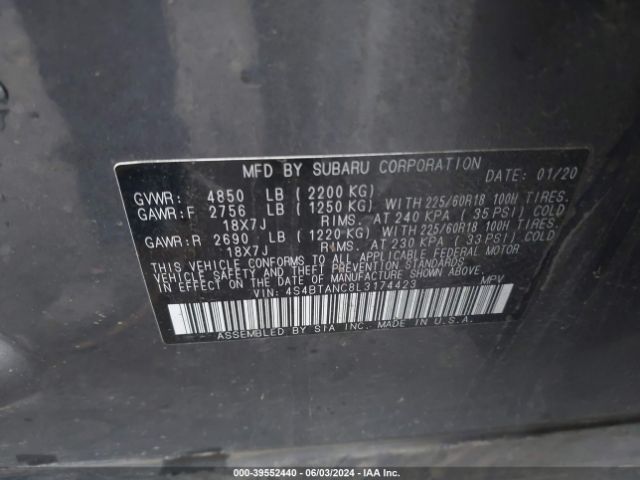 MFD BY SUBARU CORPORATION DATE: 01/20
GVWR: 4850 LB (2200 KG)
GAWR:F 2756 LB (1250 KG) WITH 225/60R18 100H TIRES.
18X7J RIMS. AT 240 KPA (35 PSI) COLD
GAWR:R 2690 LB (1220 KG) WITH 225/60R18 100H TIRES.
18X7J RIMS. AT 230 KPA (33 PSI) COLD
THIS VEHICLE CONFORMS TO ALL APPLICABLE FEDERAL MOTOR
VEHICLE SAFETY AND THEFT PREVENTION STANDARDS
IN EFFECT ON THE DATE OF MANUFACTURE SHOWN ABOVE.
VIN: 4S4BTANC8L3174423 MPV
ASSEMBLED BY SIA INC. MADE IN U.S.A.
000-39552440 - 06/03/2024 - IAA Inc.